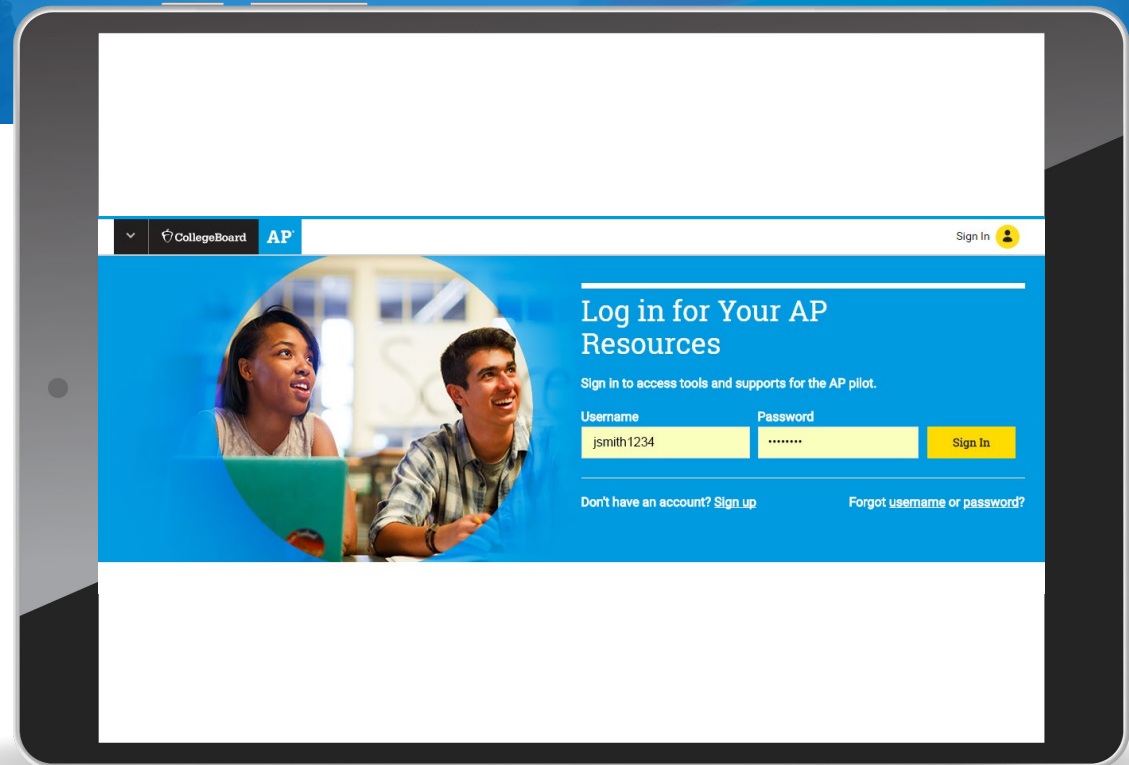 CollegeBoard AP
Sign In
Log in for Your AP
Resources
Sign in to access tools and supports for the AP pilot.
Username Password
jsmith1234 ········ Sign In
Don't have an account? Sign up Forgot username or password?